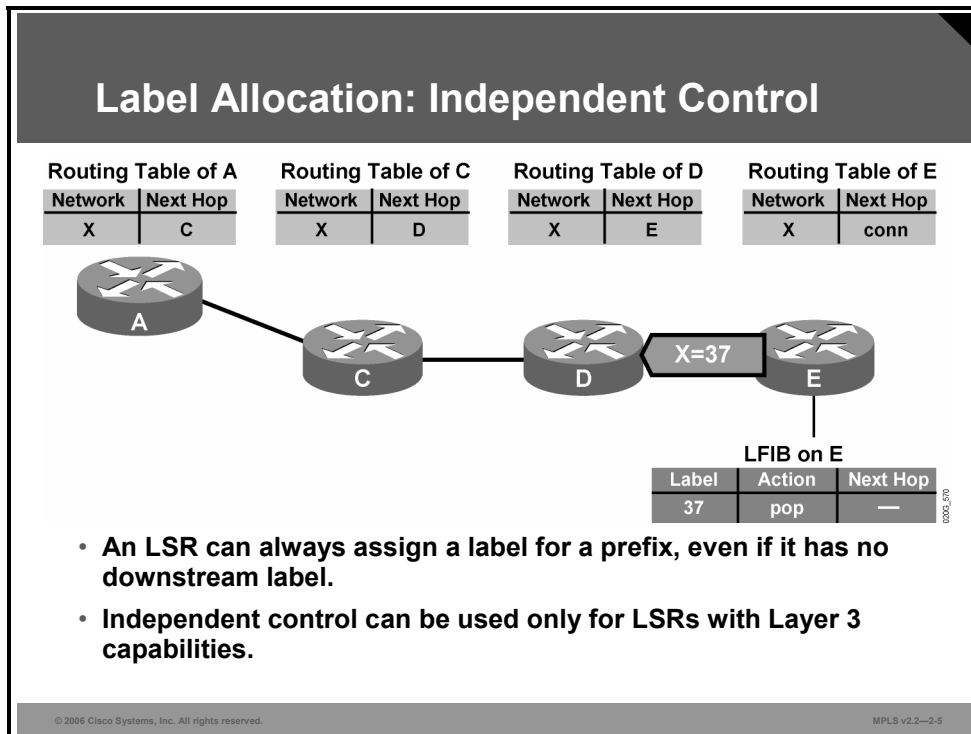 Label Allocation: Independent Control
Routing Table of A
Network Next Hop
X C
Routing Table of C
Network Next Hop
X D
Routing Table of D
Network Next Hop
X E
Routing Table of E
Network Next Hop
X conn
A
C
D
X=37
E
LFIB on E
Label Action Next Hop
37 pop —
020G_570
• An LSR can always assign a label for a prefix, even if it has no
downstream label.
• Independent control can be used only for LSRs with Layer 3
capabilities.
© 2006 Cisco Systems, Inc. All rights reserved.
MPLS v2.2—2-5